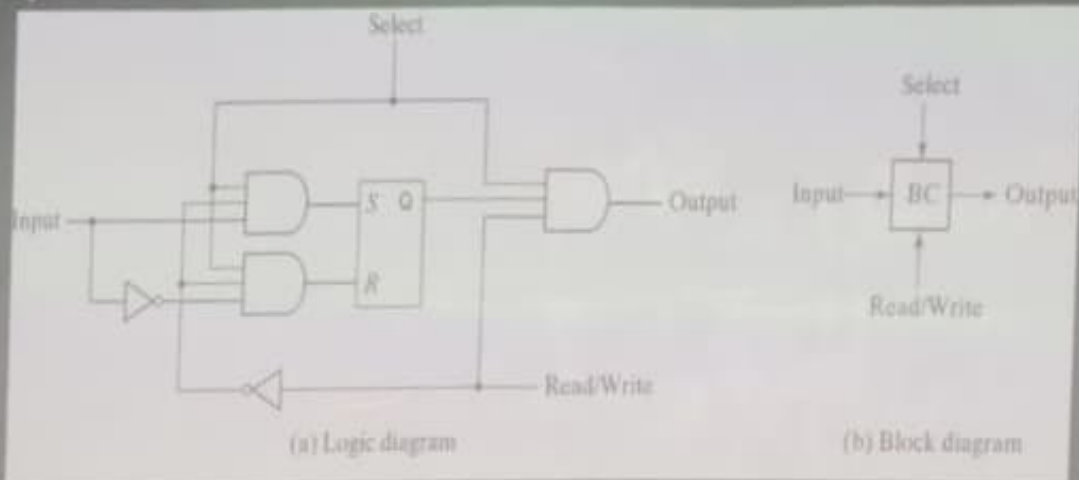 Select
Input
S Q
R
Output
Read/Write
(a) Logic diagram
Select
Input
BC
Output
Read/Write
(b) Block diagram